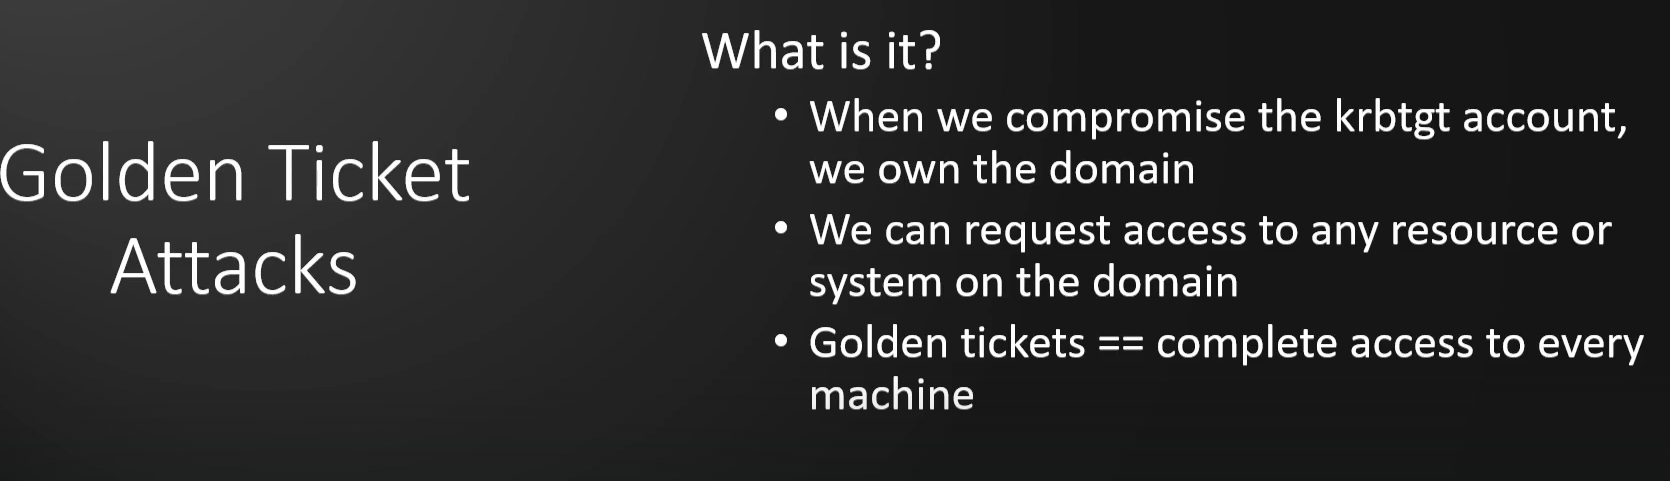 Golden Ticket
Attacks
What is it?
• When we compromise the krbtgt account,
we own the domain
• We can request access to any resource or
system on the domain
• Golden tickets == complete access to every
machine